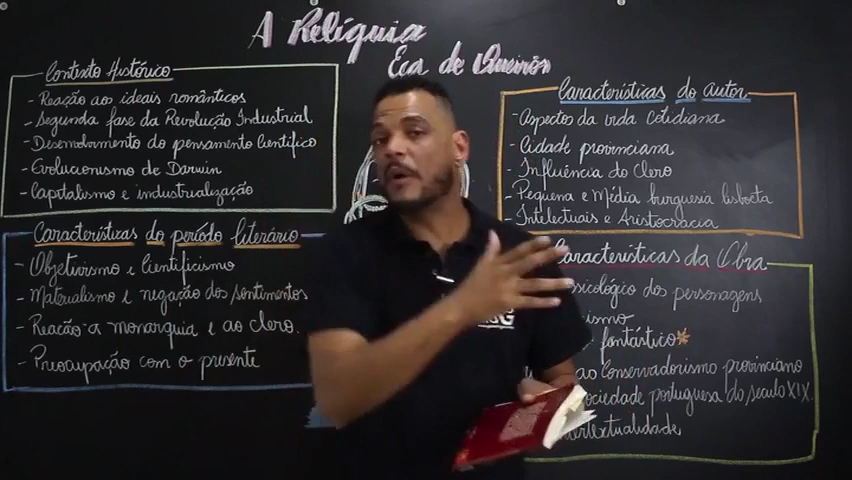 A Relíquia
Eça de Queirós
Contexto Histórico
- Reação aos ideais românticos
- Segunda fase da Revolução Industrial
- Desenvolvimento do pensamento científico
- Evolucionismo de Darwin
- Capitalismo e industrialização
Características do período literário
- Objetivismo e Cientificismo
- Materialismo e negação dos sentimentos
- Reação a monarquia e ao clero.
- Preocupação com o presente
Características do autor
- Aspectos da vida cotidiana
- Cidade provinciana
- Influência do Clero
- Pequena e Média burguesia lisboeta
- Intelectuais e Aristocracia
Características da Obra
dos personagens
fantástico*
ao conservadorismo provinciano
sociedade portuguesa do século XIX.